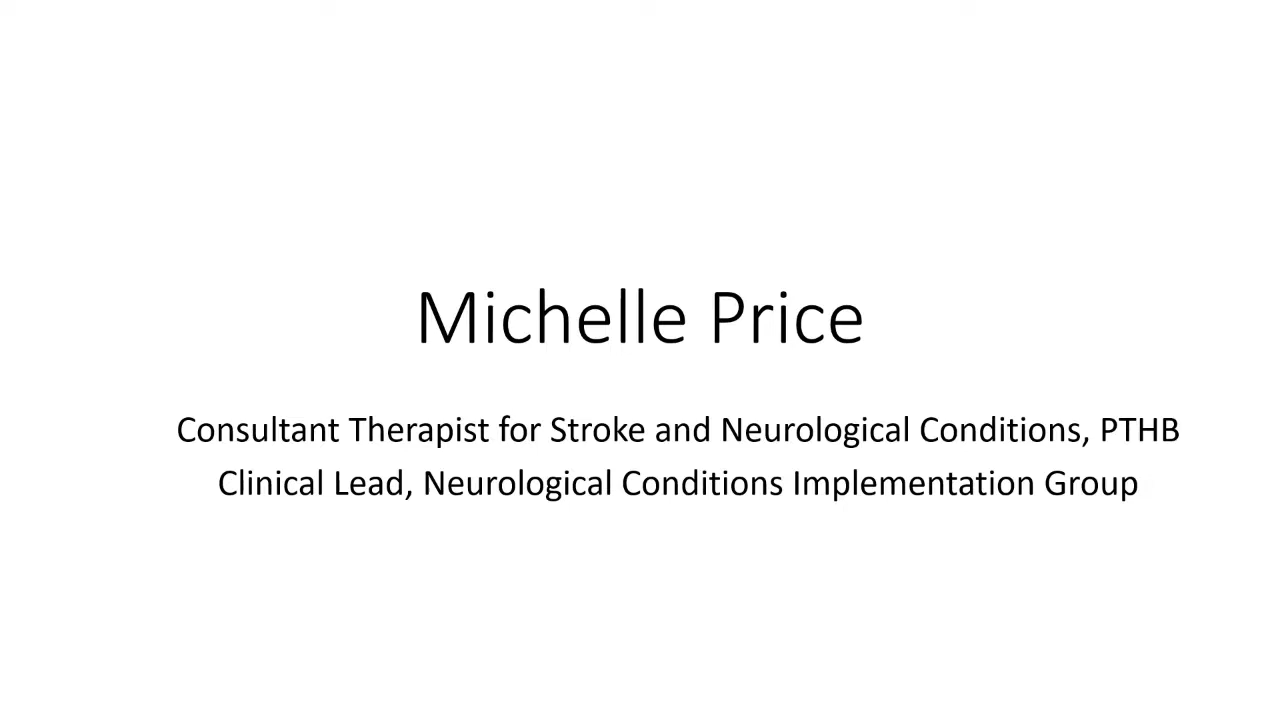 Michelle Price
Consultant Therapist for Stroke and Neurological Conditions, PTHB
Clinical Lead, Neurological Conditions Implementation Group